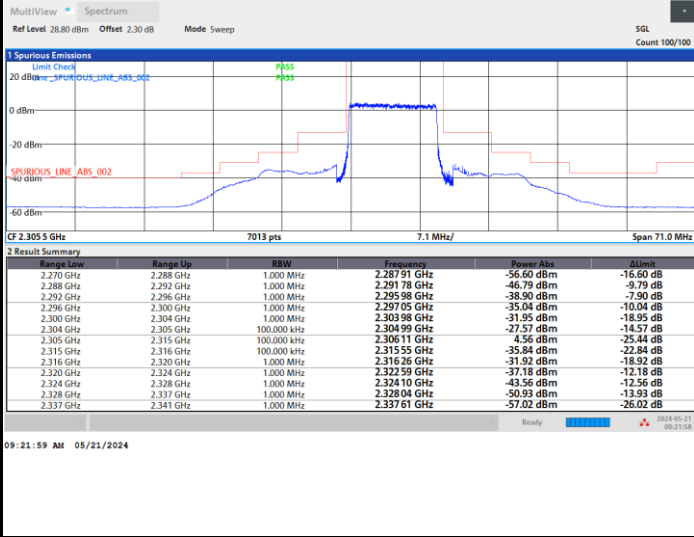 MultiView Spectrum
Ref Level 28.80 dBm Offset 2.30 dB Mode Sweep SGL
Count 100/100
1 Spurious Emissions
Limit Check PASS
20 dBm
Line _SPURIOUS_LINE_ABS_002 PASS
0 dBm
-20 dBm
_SPURIOUS_LINE_ABS_002
-40 dBm
-60 dBm
CF 2.305 5 GHz 7013 pts 7.1 MHz/ Span 71.0 MHz
2 Result Summary
Range Low Range Up RBW Frequency Power Abs ΔLimit
2.270 GHz 2.288 GHz 1.000 MHz 2.287 91 GHz -56.60 dBm -16.60 dB
2.288 GHz 2.292 GHz 1.000 MHz 2.291 78 GHz -46.79 dBm -9.79 dB
2.292 GHz 2.296 GHz 1.000 MHz 2.295 98 GHz -38.90 dBm -7.90 dB
2.296 GHz 2.300 GHz 1.000 MHz 2.297 05 GHz -35.04 dBm -10.04 dB
2.300 GHz 2.304 GHz 1.000 MHz 2.303 98 GHz -31.95 dBm -18.95 dB
2.304 GHz 2.305 GHz 100.000 kHz 2.304 99 GHz -27.57 dBm -14.57 dB
2.305 GHz 2.315 GHz 100.000 kHz 2.306 11 GHz 4.56 dBm -25.44 dB
2.315 GHz 2.316 GHz 100.000 kHz 2.315 55 GHz -35.84 dBm -22.84 dB
2.316 GHz 2.320 GHz 1.000 MHz 2.316 26 GHz -31.92 dBm -18.92 dB
2.320 GHz 2.324 GHz 1.000 MHz 2.322 59 GHz -37.18 dBm -12.18 dB
2.324 GHz 2.328 GHz 1.000 MHz 2.324 10 GHz -43.56 dBm -12.56 dB
2.328 GHz 2.337 GHz 1.000 MHz 2.328 04 GHz -50.93 dBm -13.93 dB
2.337 GHz 2.341 GHz 1.000 MHz 2.337 61 GHz -57.02 dBm -26.02 dB
Ready 2024-05-21
09:21:58
09:21:59 AM 05/21/2024